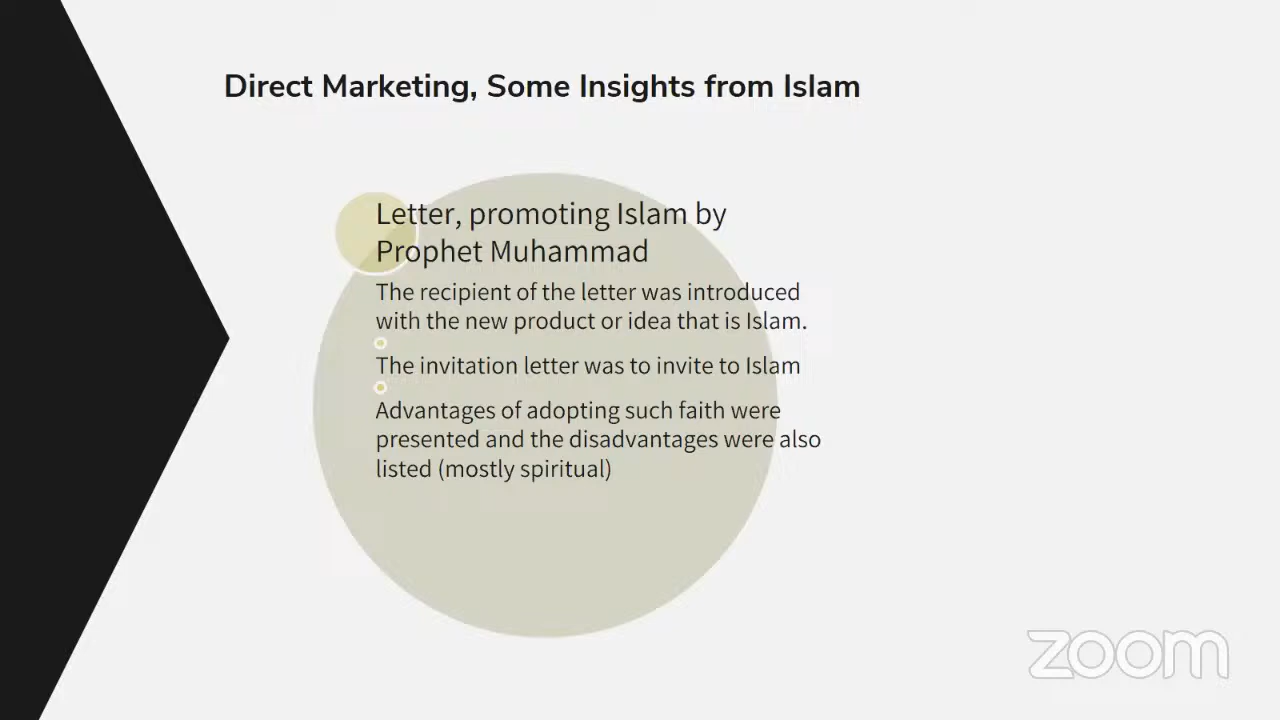 Direct Marketing, Some Insights from Islam
Letter, promoting Islam by
Prophet Muhammad
The recipient of the letter was introduced
with the new product or idea that is Islam.
The invitation letter was to invite to Islam
Advantages of adopting such faith were
presented and the disadvantages were also
listed (mostly spiritual)
zoom